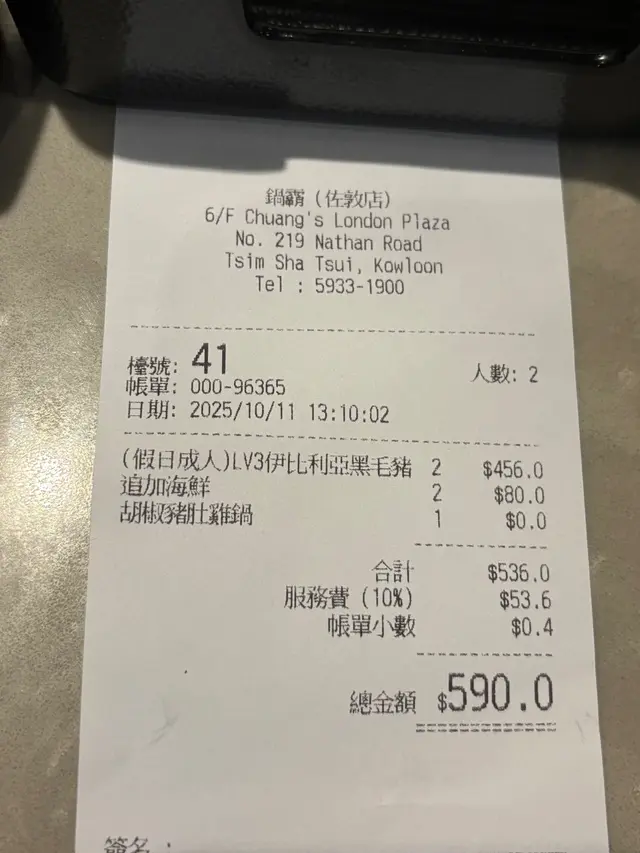 鍋霸 (佐敦店)
6/F Chuang's London Plaza
No. 219 Nathan Road
Tsim Sha Tsui, Kowloon
Tel : 5933-1900
檯號: 41 人數: 2
帳單: 000-96365
日期: 2025/10/11 13:10:02
(假日成人)LV3伊比利亞黑毛豬 2 $456.0
追加海鮮 2 $80.0
胡椒豬肚雞鍋 1 $0.0
合計 $536.0
服務費 (10%) $53.6
帳單小數 $0.4
總金額 $590.0
簽名 :